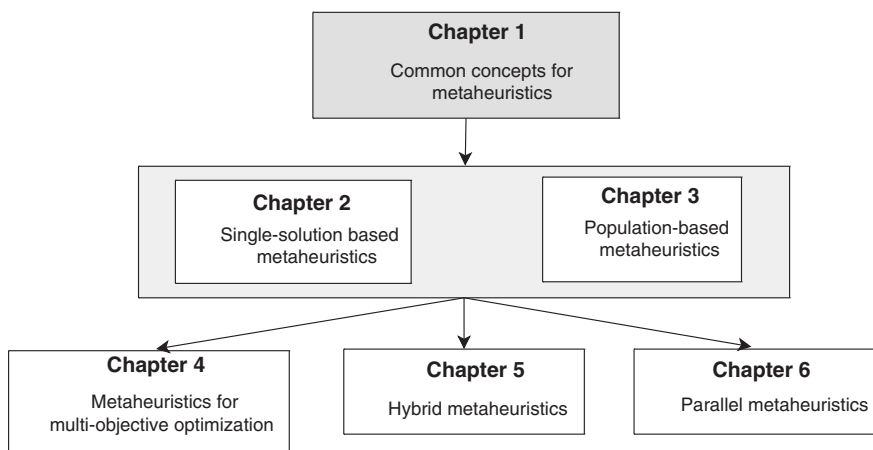 Chapter 1
Common concepts for
metaheuristics
Chapter 2
Single-solution based
metaheuristics
Chapter 3
Population-based
metaheuristics
Chapter 4
Metaheuristics for
multi-objective optimization
Chapter 5
Hybrid metaheuristics
Chapter 6
Parallel metaheuristics